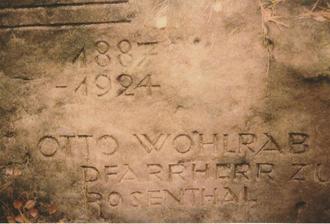 1887
-1924-
OTTO WOHLRAB
PFARRHERR ZU
ROSENTHAL